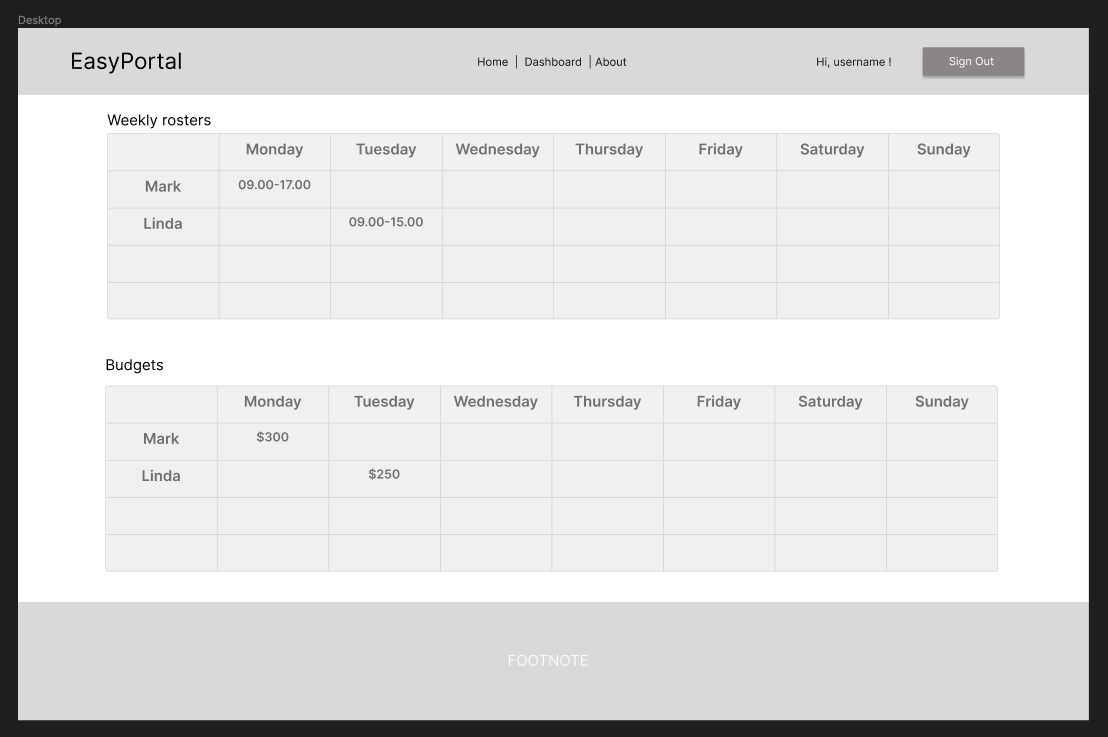 Desktop
EasyPortal
Home | Dashboard | About
Hi, username !
Sign Out
Weekly rosters
Monday Tuesday Wednesday Thursday Friday Saturday Sunday
Mark 09.00-17.00
Linda 09.00-15.00
Budgets
Monday Tuesday Wednesday Thursday Friday Saturday Sunday
Mark $300
Linda $250
FOOTNOTE